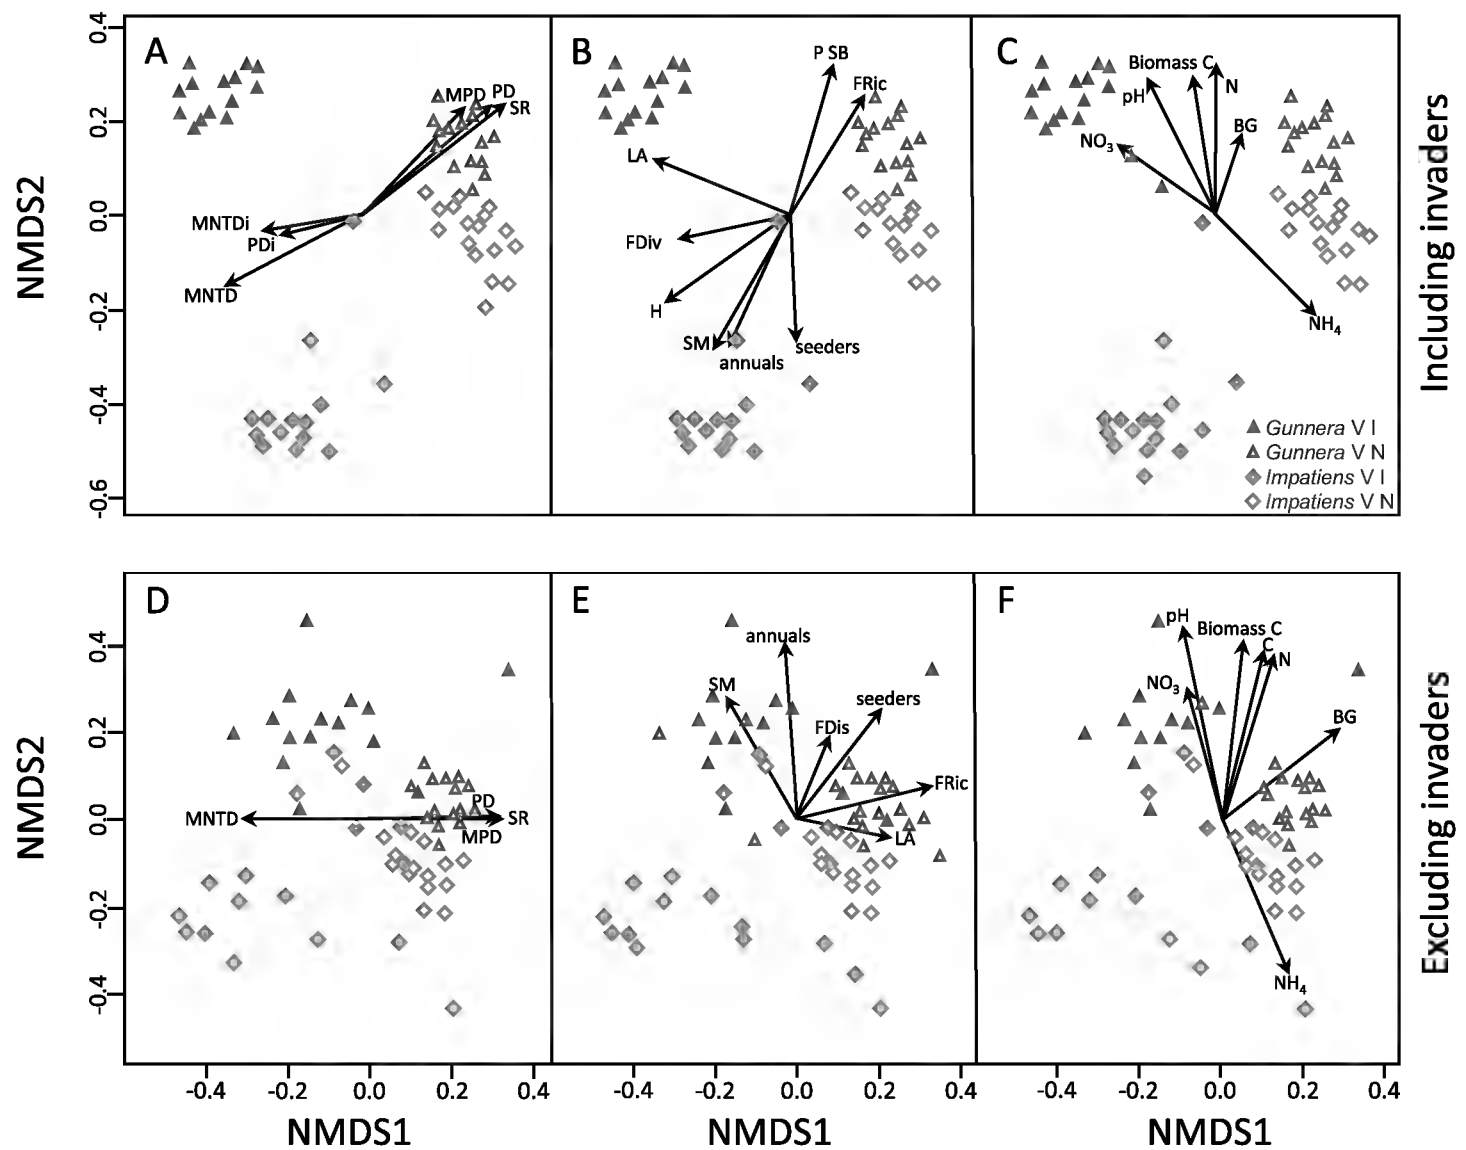 A
B
C
0.4
0.2
0.0
-0.2
-0.4
-0.6
NMDS2
Including invaders
MPD
PD
SR
MNTDi
PDi
MNTD
P SB
FRic
LA
FDiv
H
SM
annuals
seeders
Biomass C
N
pH
BG
NO3
NH4
Gunnera V I
Gunnera V N
Impatiens V I
Impatiens V N
D
E
F
0.4
0.2
0.0
-0.2
-0.4
NMDS2
Excluding invaders
MNTD
PD
SR
MPD
annuals
SM
seeders
FDis
FRic
LA
pH
Biomass C
C
N
NO3
BG
NH4
-0.4 -0.2 0.0 0.2 0.4
-0.4 -0.2 0.0 0.2 0.4
-0.4 -0.2 0.0 0.2 0.4
NMDS1
NMDS1
NMDS1